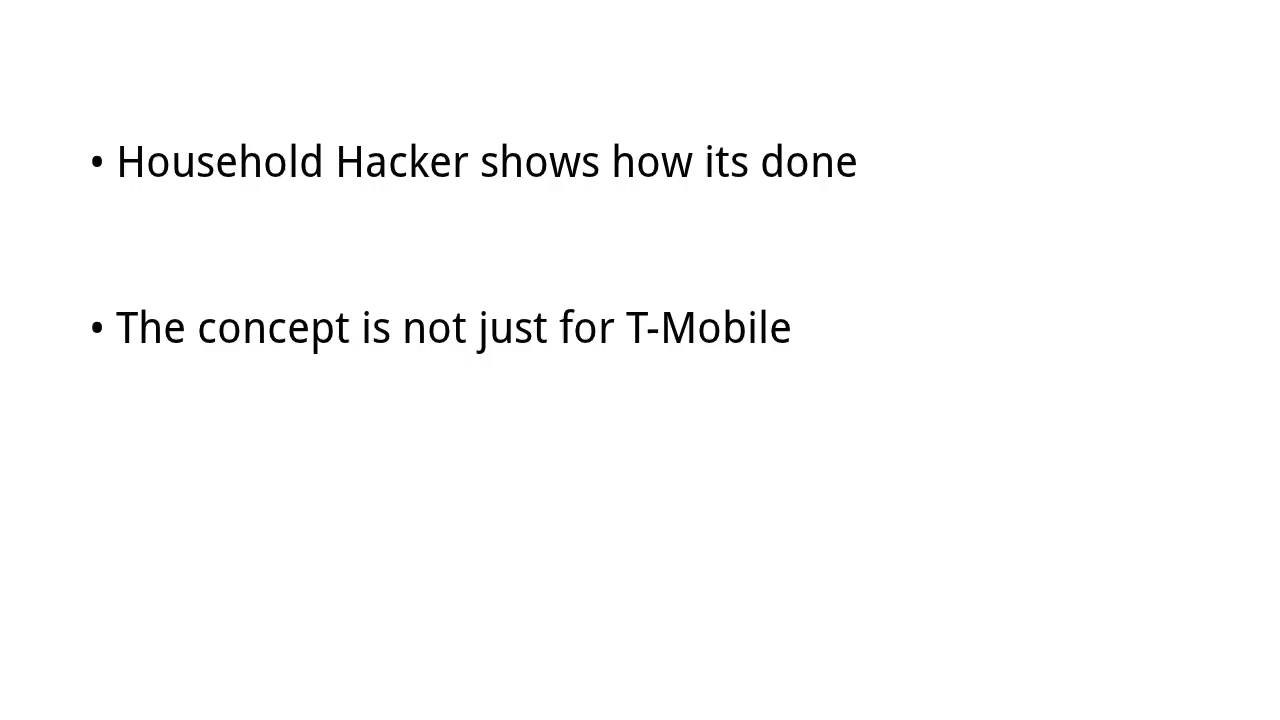 • Household Hacker shows how its done
• The concept is not just for T-Mobile